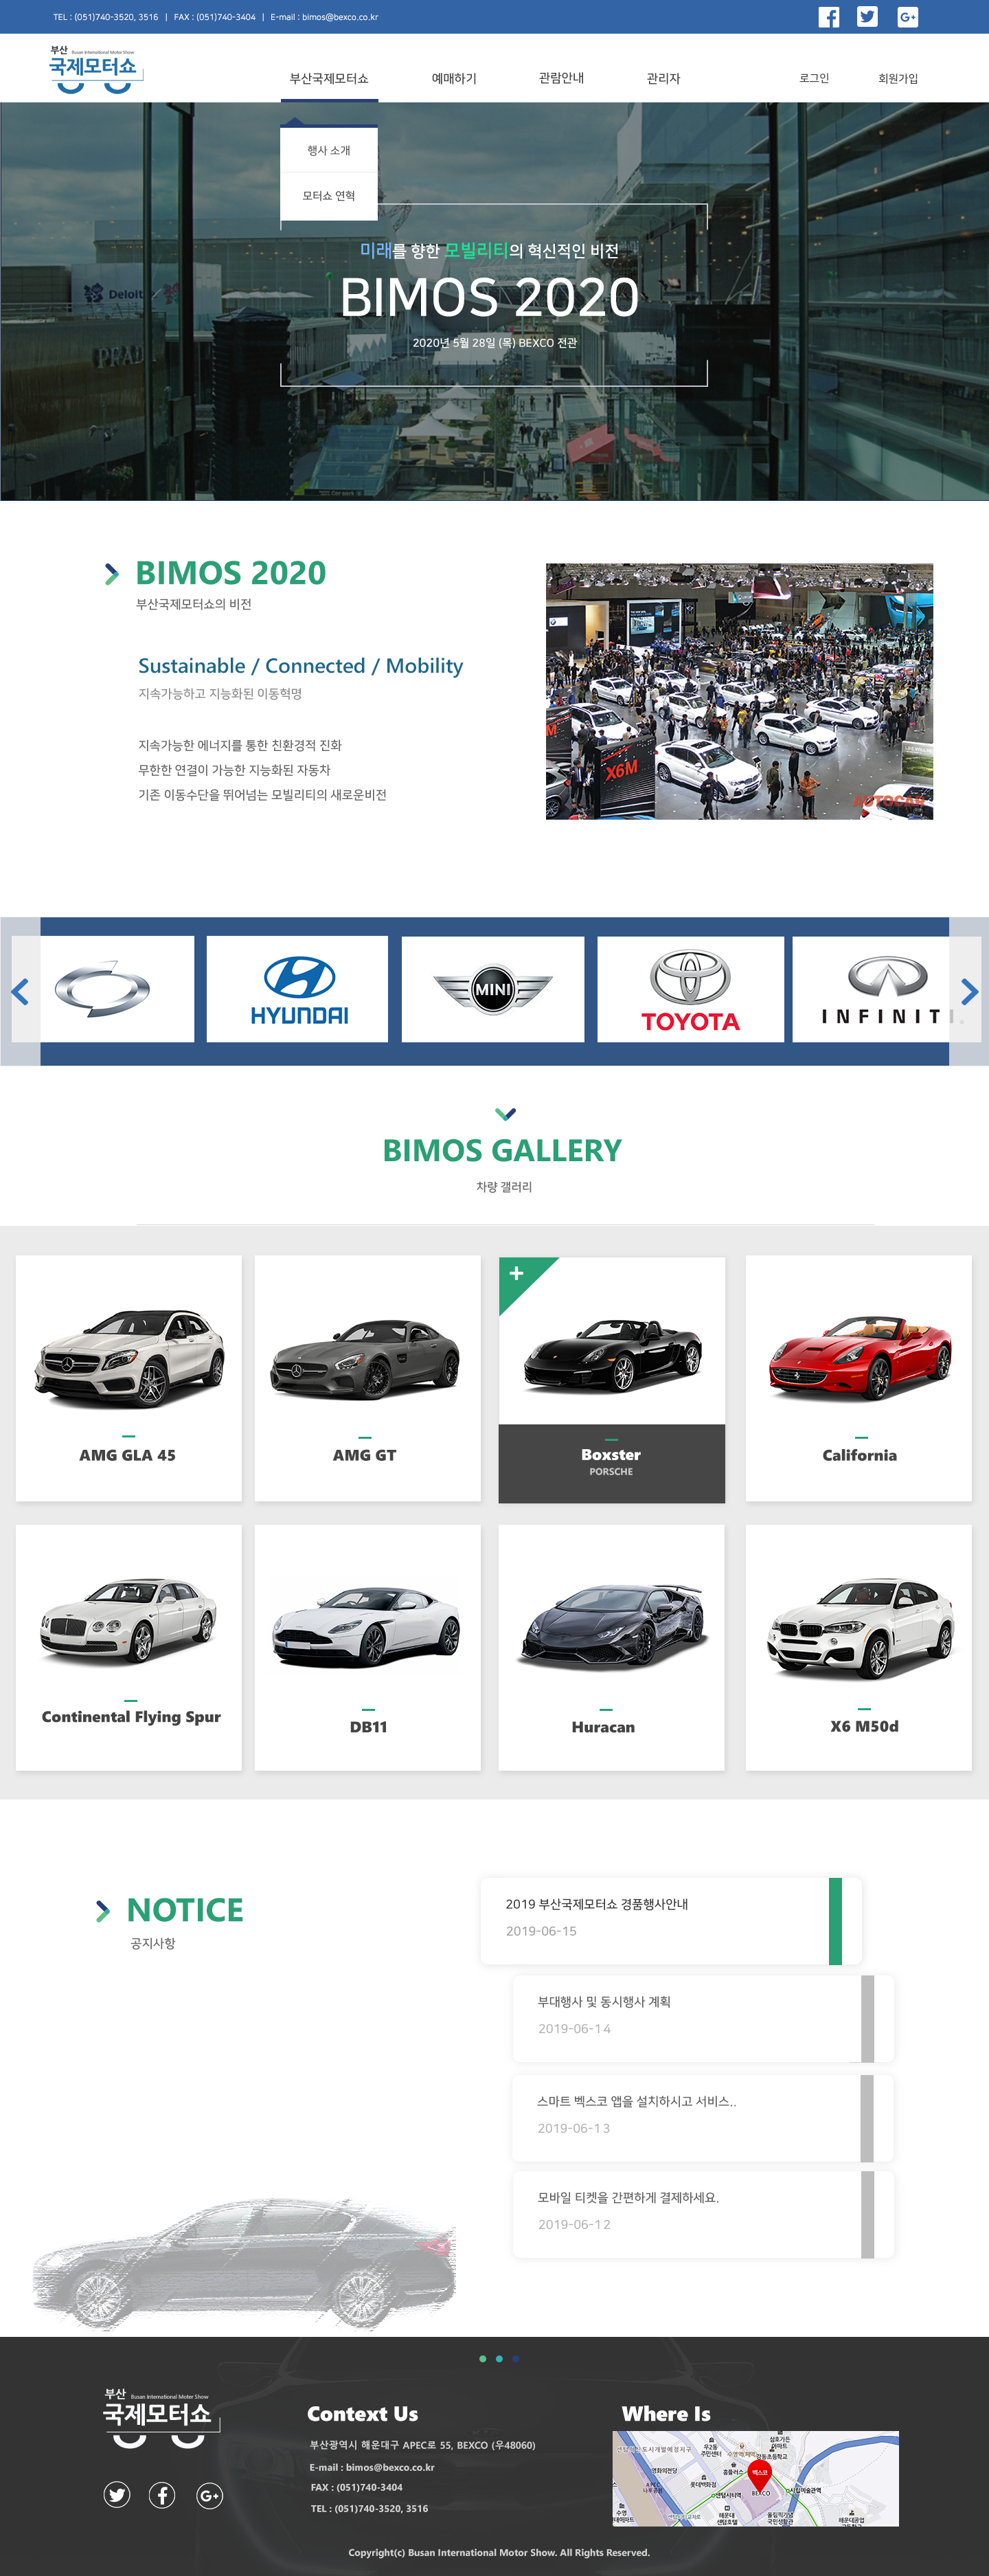 TEL : (051)740-3520, 3516 | FAX : (051)740-3404 | E-mail : bimos@bexco.co.kr
부산 Busan International Motor Show
국제모터쇼
부산국제모터쇼 예매하기 관람안내 관리자 로그인 회원가입
행사 소개
모터쇼 연혁
미래를 향한 모빌리티의 혁신적인 비전
BIMOS 2020
2020년 5월 28일 (목) BEXCO 전관
BIMOS 2020
부산국제모터쇼의 비전
Sustainable / Connected / Mobility
지속가능하고 지능화된 이동혁명
지속가능한 에너지를 통한 친환경적 진화
무한한 연결이 가능한 지능화된 자동차
기존 이동수단을 뛰어넘는 모빌리티의 새로운비전
X6M
AUTOCAR
HYUNDAI
MINI
TOYOTA
INFINITI
BIMOS GALLERY
차량 갤러리
AMG GLA 45
AMG GT
Boxster
PORSCHE
California
Continental Flying Spur
DB11
Huracan
X6 M50d
NOTICE
공지사항
2019 부산국제모터쇼 경품행사안내
2019-06-15
부대행사 및 동시행사 계획
2019-06-14
스마트 벡스코 앱을 설치하시고 서비스..
2019-06-13
모바일 티켓을 간편하게 결제하세요.
2019-06-12
부산 Busan International Motor Show
국제모터쇼
Context Us
부산광역시 해운대구 APEC로 55, BEXCO (우48060)
E-mail : bimos@bexco.co.kr
FAX : (051)740-3404
TEL : (051)740-3520, 3516
Where Is
벡스코
BEXCO
Copyright(c) Busan International Motor Show. All Rights Reserved.